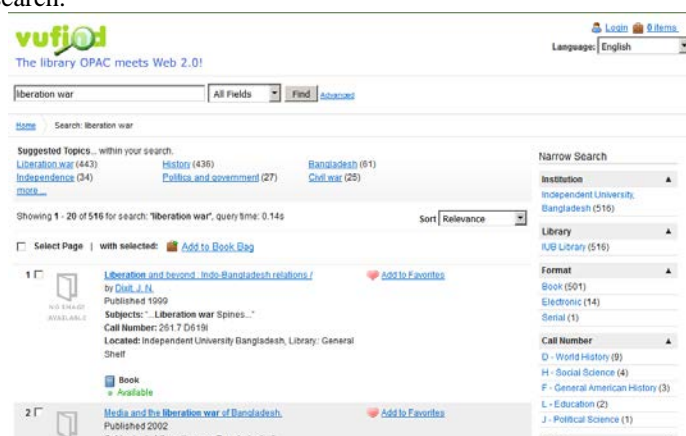 search.
vufind
The library OPAC meets Web 2.0!
Login 0 items
Language: English
liberation war All Fields Find Advanced
Home Search: liberation war
Suggested Topics... within your search.
Liberation war (443) History (436) Bangladesh (61)
Independence (34) Politics and government (27) Civil war (25)
more ...
Showing 1 - 20 of 516 for search: 'liberation war', query time: 0.14s Sort Relevance
Select Page | with selected: Add to Book Bag
1
NO IMAGE AVAILABLE
Liberation and beyond : Indo-Bangladesh relations / Add to Favorites
by Dixit, J. N.
Published 1999
Subjects: "...Liberation war Spines..."
Call Number: 261.7 D619l
Located: Independent University Bangladesh, Library: General
Shelf
Book
Available
2
Media and the liberation war of Bangladesh. Add to Favorites
Published 2002
Narrow Search
Institution
Independent University,
Bangladesh (516)
Library
IUB Library (516)
Format
Book (501)
Electronic (14)
Serial (1)
Call Number
D - World History (9)
H - Social Science (4)
F - General American History (3)
L - Education (2)
J - Political Science (1)